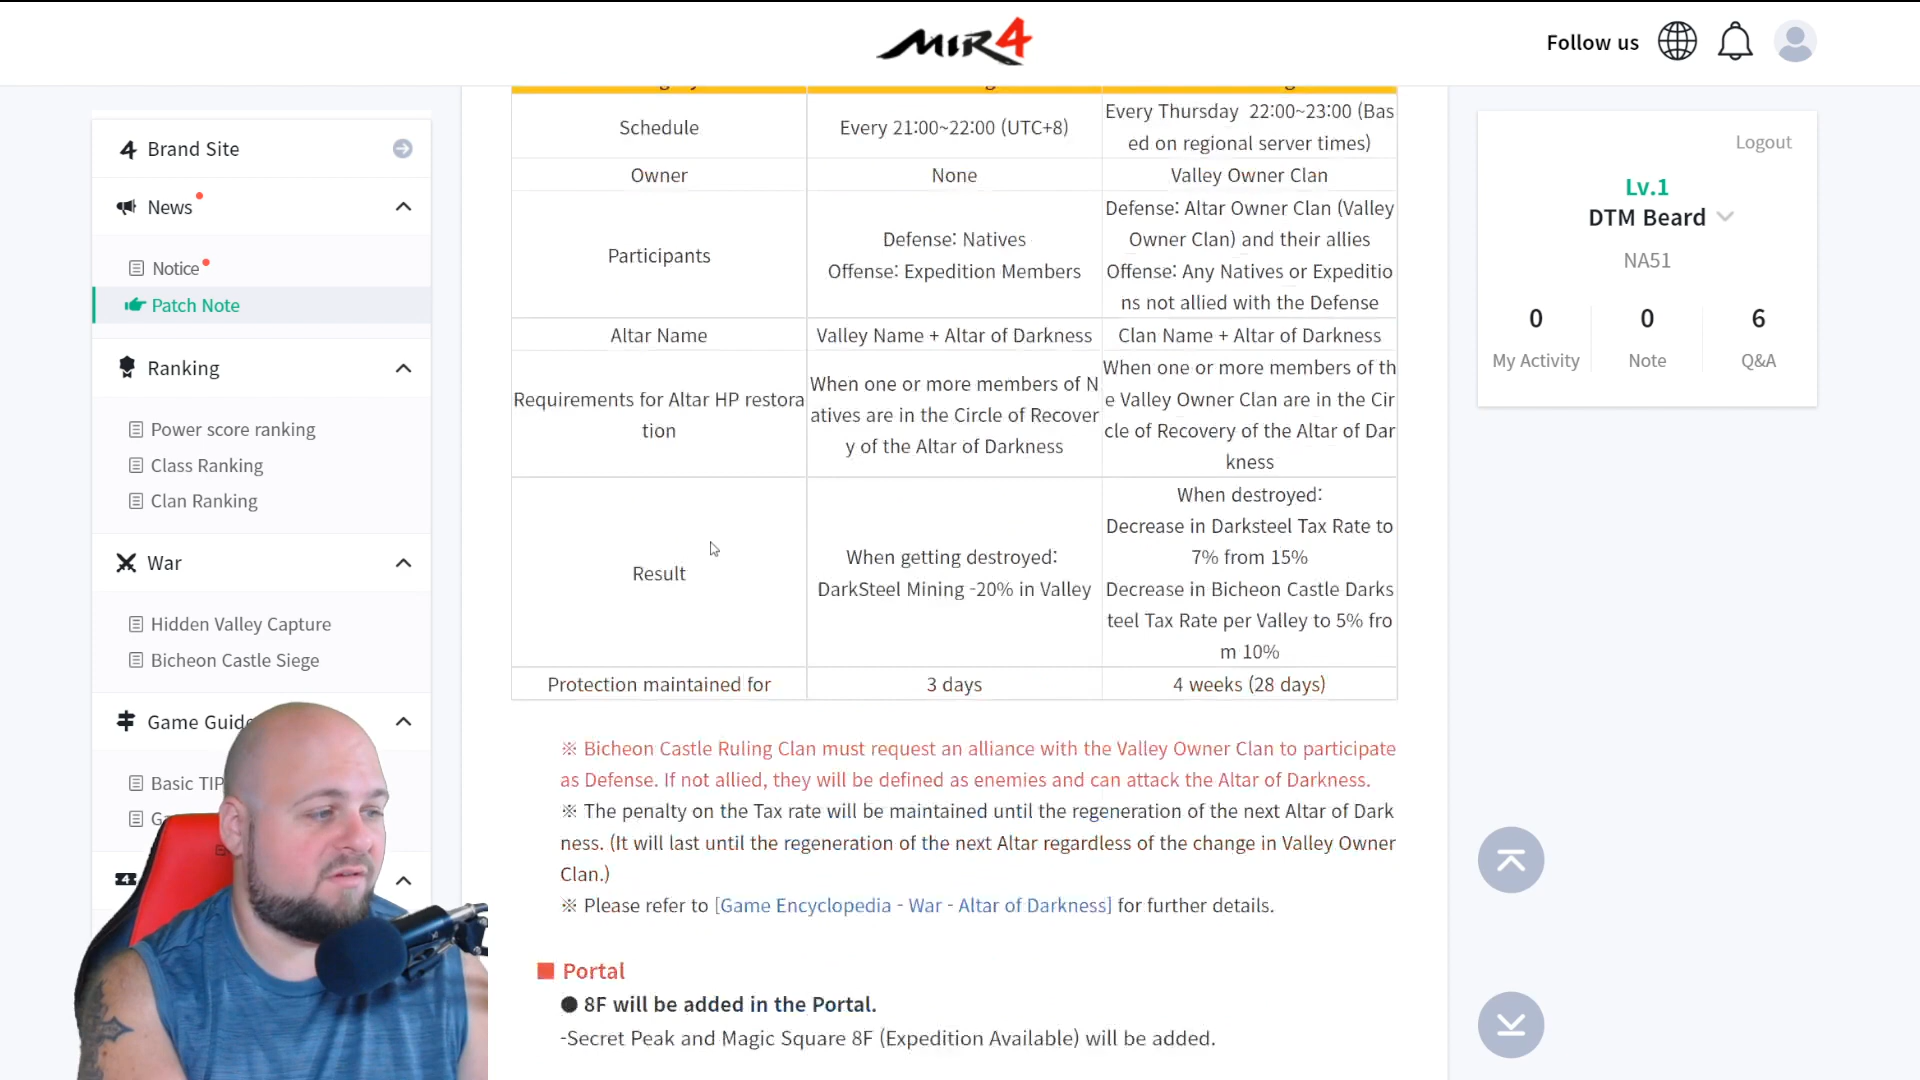 MIR4
Follow us
4 Brand Site
News
Notice
Patch Note
Ranking
Power score ranking
Class Ranking
Clan Ranking
War
Hidden Valley Capture
Bicheon Castle Siege
Game Guide
Basic TIP
Schedule
Every 21:00~22:00 (UTC+8)
Every Thursday 22:00~23:00 (Bas
ed on regional server times)
Owner
None
Valley Owner Clan
Participants
Defense: Natives
Offense: Expedition Members
Defense: Altar Owner Clan (Valley
Owner Clan) and their allies
Offense: Any Natives or Expeditio
ns not allied with the Defense
Altar Name
Valley Name + Altar of Darkness
Clan Name + Altar of Darkness
Requirements for Altar HP restora
tion
When one or more members of N
atives are in the Circle of Recover
y of the Altar of Darkness
When one or more members of th
e Valley Owner Clan are in the Cir
cle of Recovery of the Altar of Dar
kness
Result
When getting destroyed:
DarkSteel Mining -20% in Valley
When destroyed:
Decrease in Darksteel Tax Rate to
7% from 15%
Decrease in Bicheon Castle Darks
teel Tax Rate per Valley to 5% fro
m 10%
Protection maintained for
3 days
4 weeks (28 days)
※ Bicheon Castle Ruling Clan must request an alliance with the Valley Owner Clan to participate
as Defense. If not allied, they will be defined as enemies and can attack the Altar of Darkness.
※ The penalty on the Tax rate will be maintained until the regeneration of the next Altar of Dark
ness. (It will last until the regeneration of the next Altar regardless of the change in Valley Owner
Clan.)
※ Please refer to [Game Encyclopedia - War - Altar of Darkness] for further details.
■ Portal
● 8F will be added in the Portal.
-Secret Peak and Magic Square 8F (Expedition Available) will be added.
Logout
Lv.1
DTM Beard
NA51
0
0
6
My Activity
Note
Q&A